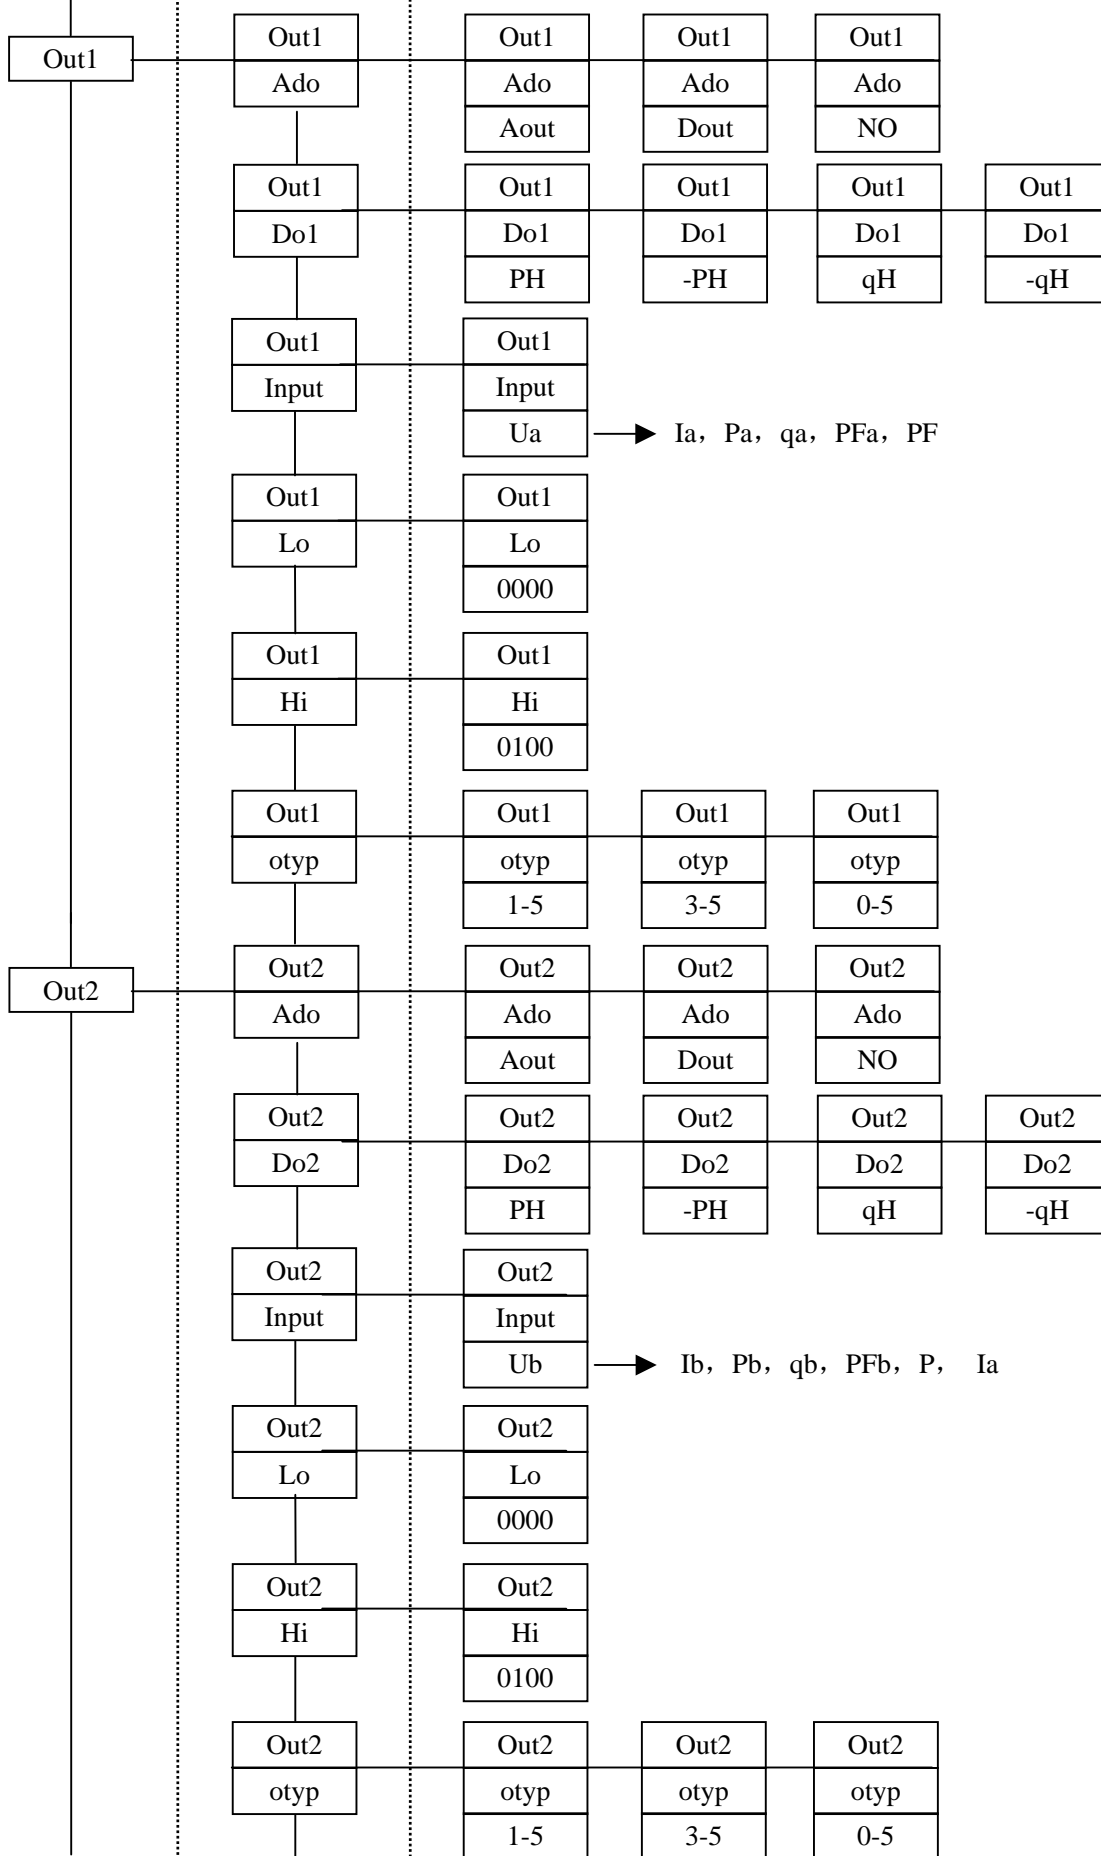 Out1
Out1 Out1 Out1 Out1
Ado Ado Ado Ado
Aout Dout NO
Out1 Out1 Out1 Out1 Out1
Do1 Do1 Do1 Do1 Do1
PH -PH qH -qH
Out1 Out1
Input Input
Ua Ia，Pa，qa，PFa，PF
Out1 Out1
Lo Lo
0000
Out1 Out1
Hi Hi
0100
Out1 Out1 Out1 Out1
otyp otyp otyp otyp
1-5 3-5 0-5
Out2
Out2 Out2 Out2 Out2
Ado Ado Ado Ado
Aout Dout NO
Out2 Out2 Out2 Out2 Out2
Do2 Do2 Do2 Do2 Do2
PH -PH qH -qH
Out2 Out2
Input Input
Ub Ib，Pb，qb，PFb，P， Ia
Out2 Out2
Lo Lo
0000
Out2 Out2
Hi Hi
0100
Out2 Out2 Out2 Out2
otyp otyp otyp otyp
1-5 3-5 0-5